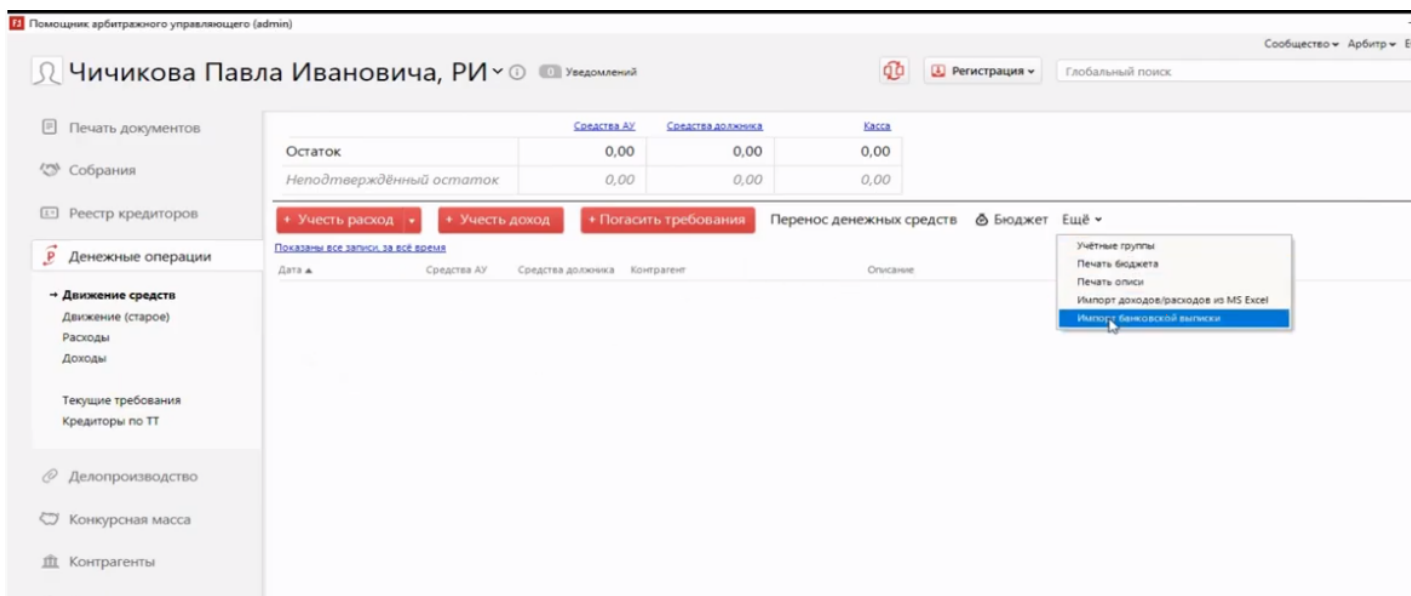 Помощник арбитражного управляющего (admin)
Сообщество Арбитр
Чичикова Павла Ивановича, РИ 0 Уведомлений Регистрация Глобальный поиск
Печать документов
Собрания
Реестр кредиторов
Денежные операции
→ Движение средств
Движение (старое)
Расходы
Доходы
Текущие требования
Кредиторы по ТТ
Делопроизводство
Конкурсная масса
Контрагенты
Средства АУ Средства должника Касса
Остаток 0,00 0,00 0,00
Неподтверждённый остаток 0,00 0,00 0,00
+ Учесть расход + Учесть доход + Погасить требования Перенос денежных средств Бюджет Ещё
Показаны все записи, за всё время
Дата Средства АУ Средства должника Контрагент Описание
Учётные группы
Печать бюджета
Печать описи
Импорт доходов/расходов из MS Excel
Импорт банковской выписки